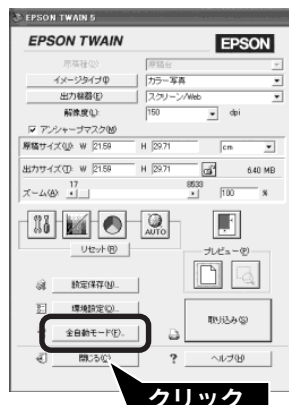 EPSON TWAIN 5
EPSON TWAIN
EPSON
原稿種(O):
原稿台
イメージタイプ(I)
カラー写真
出力機器(E)
スクリーン/Web
解像度(L):
150 dpi
アンシャープマスク(M)
原稿サイズ(U): W 21.59 H 29.71 cm
出力サイズ(T): W 21.59 H 29.71 6.40 MB
ズーム(A): 17 8533 100 %
AUTO
リセット(R)
プレビュー(P)
設定保存(N)...
環境設定(C)...
全自動モード(F)...
取り込み(S)
閉じる(C)
? ヘルプ(H)
クリック